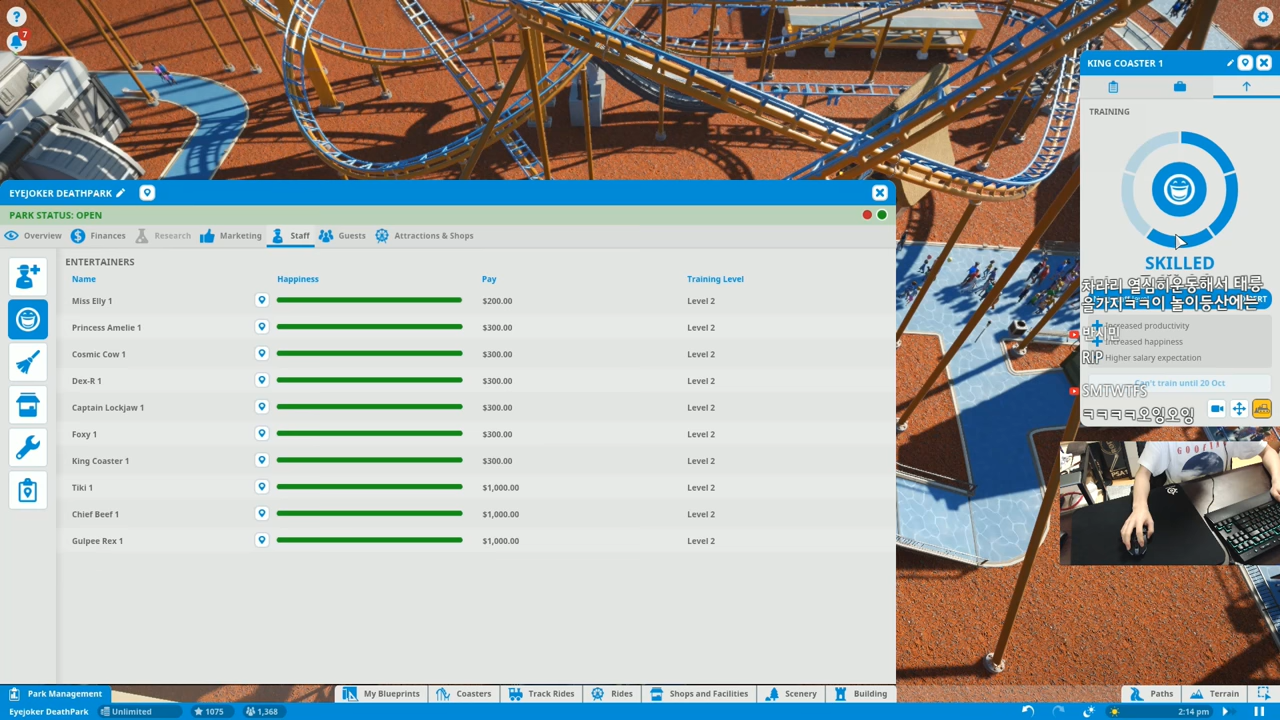 ?
7
KING COASTER 1
TRAINING
SKILLED
차라리 열심히운동해서 태릉
을가지ㅋㅋ이 놀이동산에는
RT
Increased productivity
반시민
Increased happiness
RIP
Higher salary expectation
Can't train until 20 Oct
SMTWTFS
ㅋㅋㅋㅋ오잉오잉
EYEJOKER DEATHPARK
PARK STATUS: OPEN
Overview Finances Research Marketing Staff Guests Attractions & Shops
ENTERTAINERS
Name Happiness Pay Training Level
Miss Elly 1 $200.00 Level 2
Princess Amelie 1 $300.00 Level 2
Cosmic Cow 1 $300.00 Level 2
Dex-R 1 $300.00 Level 2
Captain Lockjaw 1 $300.00 Level 2
Foxy 1 $300.00 Level 2
King Coaster 1 $300.00 Level 2
Tiki 1 $1,000.00 Level 2
Chief Beef 1 $1,000.00 Level 2
Gulpee Rex 1 $1,000.00 Level 2
Park Management My Blueprints Coasters Track Rides Rides Shops and Facilities Scenery Building Paths Terrain
Eyejoker DeathPark Unlimited 1075 1,368 2:14 pm